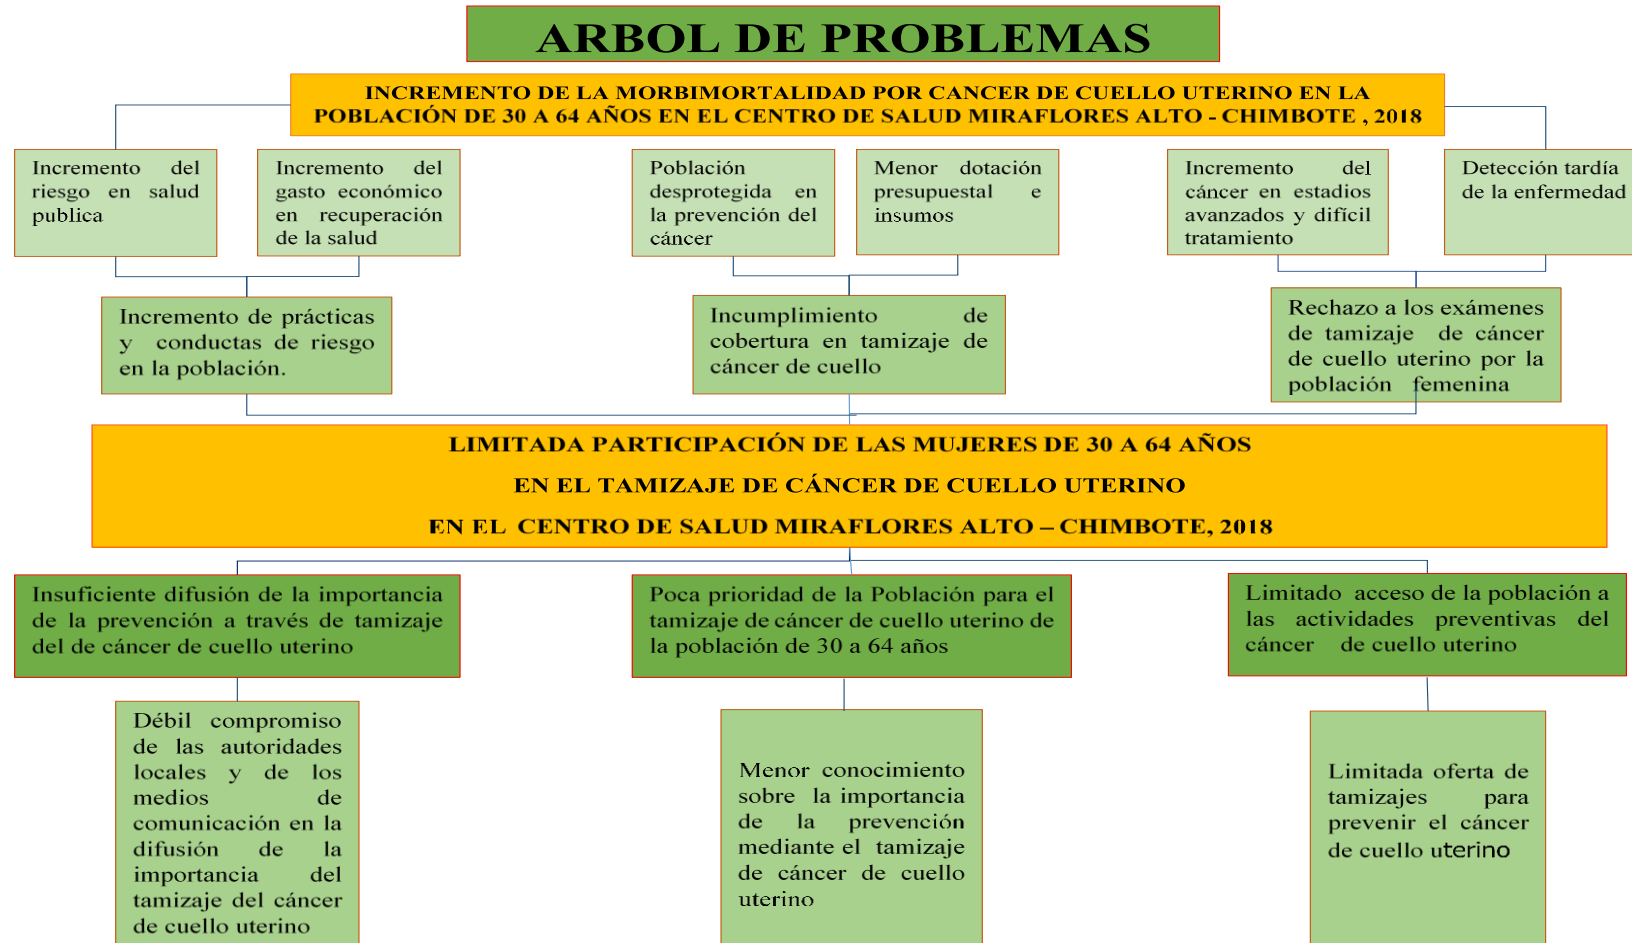 ARBOL DE PROBLEMAS
INCREMENTO DE LA MORBIMORTALIDAD POR CANCER DE CUELLO UTERINO EN LA
POBLACIÓN DE 30 A 64 AÑOS EN EL CENTRO DE SALUD MIRAFLORES ALTO - CHIMBOTE , 2018
Incremento del
riesgo en salud
publica
Incremento del
gasto económico
en recuperación
de la salud
Población
desprotegida en
la prevención del
cáncer
Menor dotación
presupuestal e
insumos
Incremento del
cáncer en estadios
avanzados y difícil
tratamiento
Detección tardía
de la enfermedad
Incremento de prácticas
y conductas de riesgo
en la población.
Incumplimiento de
cobertura en tamizaje de
cáncer de cuello
Rechazo a los exámenes
de tamizaje de cáncer
de cuello uterino por la
población femenina
LIMITADA PARTICIPACIÓN DE LAS MUJERES DE 30 A 64 AÑOS
EN EL TAMIZAJE DE CÁNCER DE CUELLO UTERINO
EN EL CENTRO DE SALUD MIRAFLORES ALTO – CHIMBOTE, 2018
Insuficiente difusión de la importancia
de la prevención a través de tamizaje
del de cáncer de cuello uterino
Poca prioridad de la Población para el
tamizaje de cáncer de cuello uterino de
la población de 30 a 64 años
Limitado acceso de la población a
las actividades preventivas del
cáncer de cuello uterino
Débil compromiso
de las autoridades
locales y de los
medios de
comunicación en la
difusión de la
importancia del
tamizaje del cáncer
de cuello uterino
Menor conocimiento
sobre la importancia
de la prevención
mediante el tamizaje
de cáncer de cuello
uterino
Limitada oferta de
tamizajes para
prevenir el cáncer
de cuello uterino